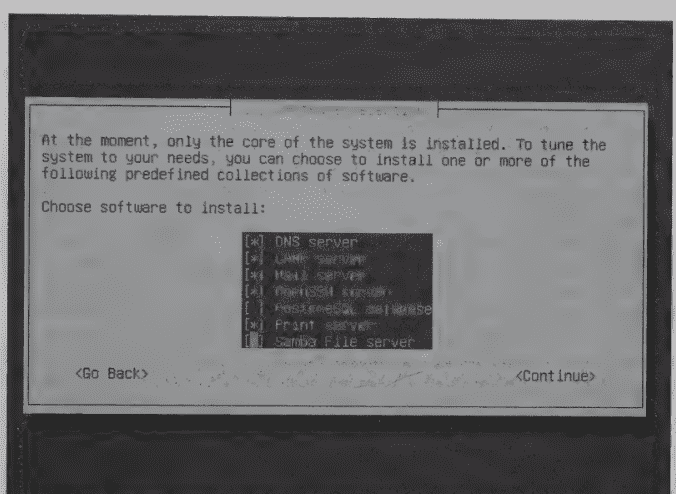 At the moment, only the core of the system is installed. To tune the
system to your needs, you can choose to install one or more of the
following predefined collections of software.
Choose software to install:
[*] DNS server
[*] LAMP server
[*] Mail server
[*] OpenSSH server
[ ] PostgreSQL database
[*] Print server
[ ] Samba File server
<Go Back> <Continue>